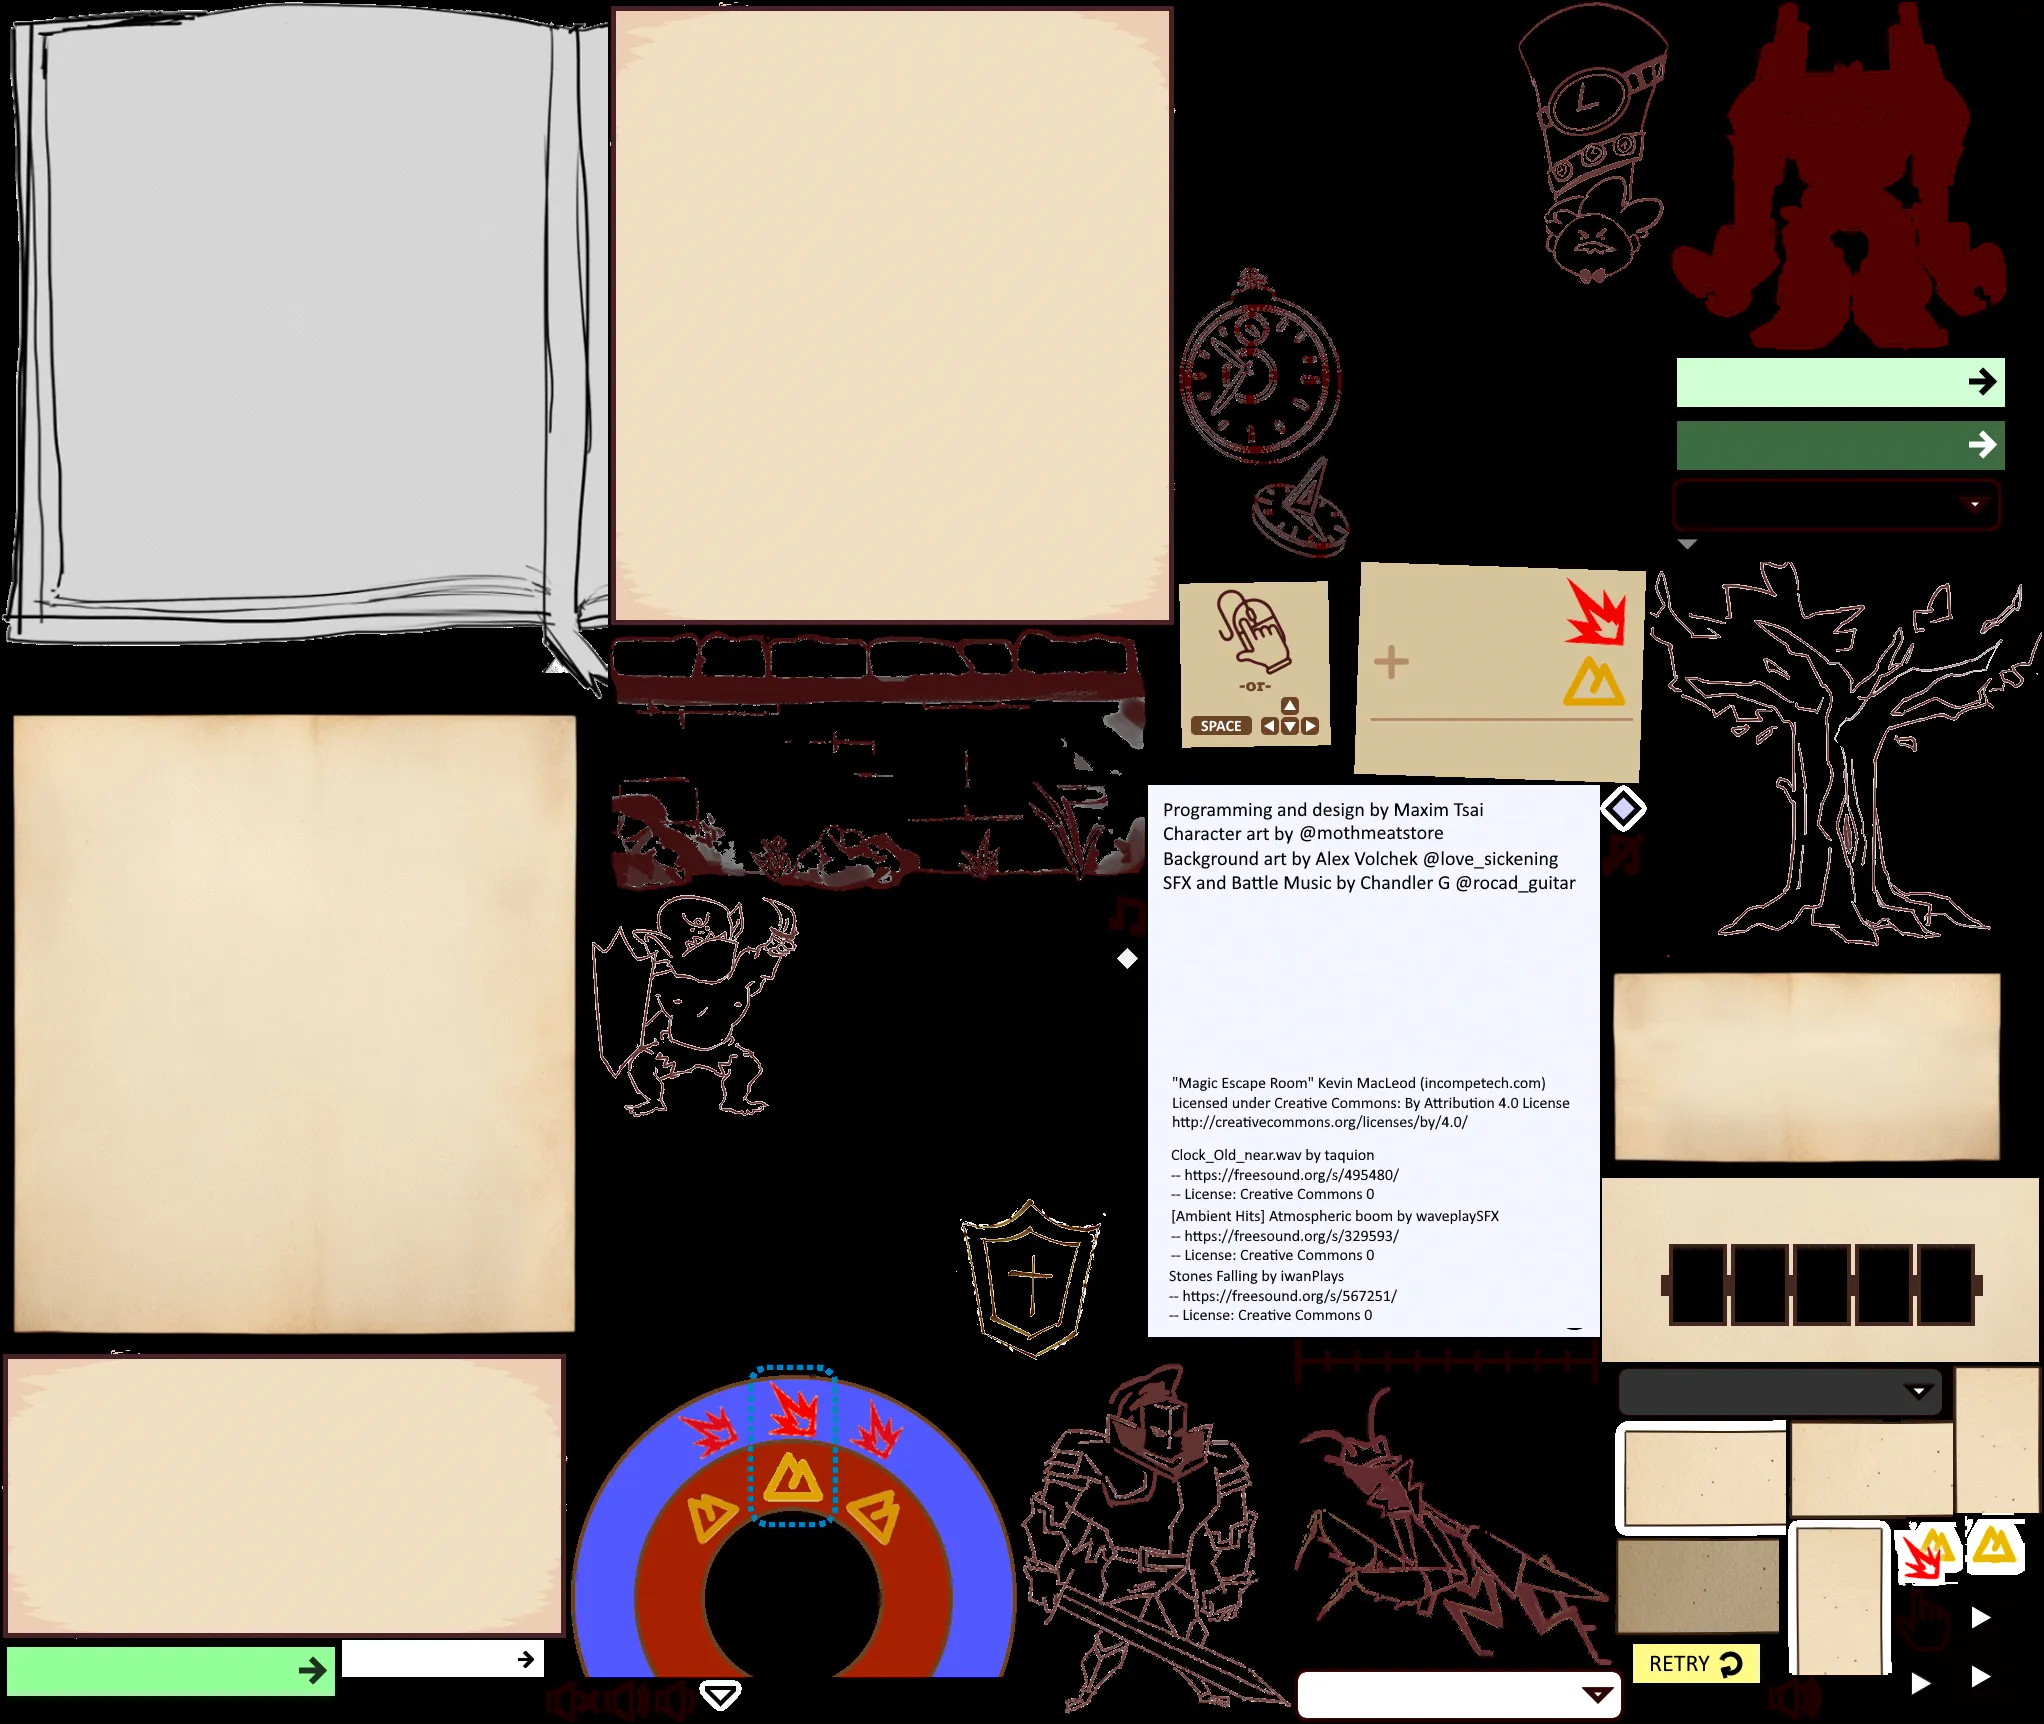 -or-
SPACE
Programming and design by Maxim Tsai
Character art by @mothmeatstore
Background art by Alex Volchek @love_sickening
SFX and Battle Music by Chandler G @rocad_guitar
"Magic Escape Room" Kevin MacLeod (incompetech.com)
Licensed under Creative Commons: By Attribution 4.0 License
http://creativecommons.org/licenses/by/4.0/
Clock_Old_near.wav by taquion
-- https://freesound.org/s/495480/
-- License: Creative Commons 0
[Ambient Hits] Atmospheric boom by waveplaySFX
-- https://freesound.org/s/329593/
-- License: Creative Commons 0
Stones Falling by iwanPlays
-- https://freesound.org/s/567251/
-- License: Creative Commons 0
RETRY